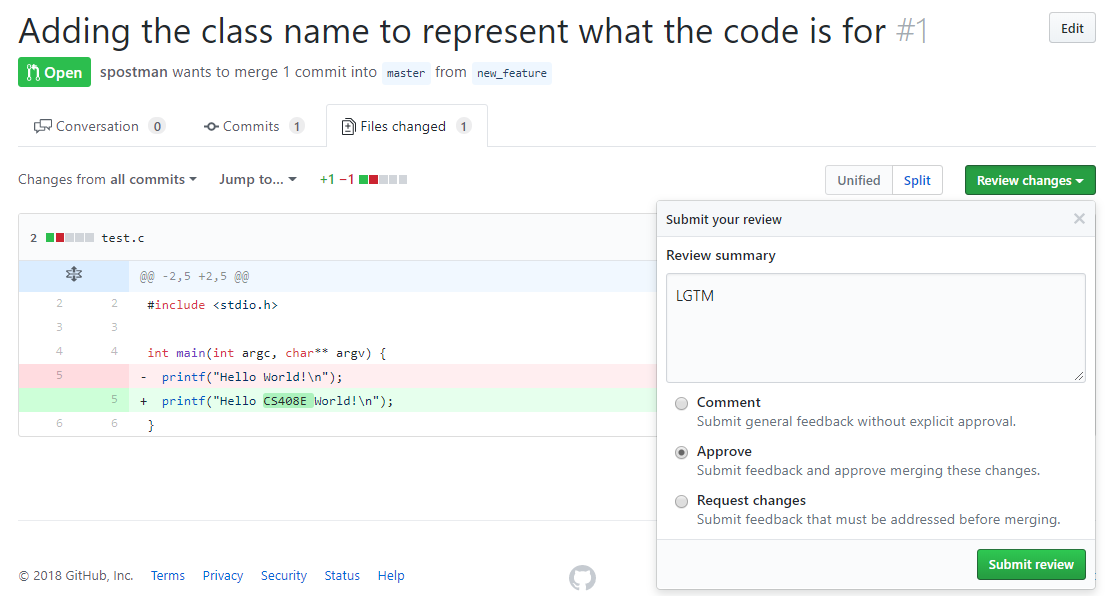 Adding the class name to represent what the code is for #1
Edit
Open spostman wants to merge 1 commit into master from new_feature
Conversation 0 Commits 1 Files changed 1
Changes from all commits Jump to... +1 −1 Unified Split Review changes
Submit your review ×
2 test.c
Review summary
@@ -2,5 +2,5 @@
LGTM
2 2 #include <stdio.h>
3 3
4 4 int main(int argc, char** argv) {
5 - printf("Hello World!\n");
5 + printf("Hello CS408E World!\n");
6 6 }
Comment
Submit general feedback without explicit approval.
Approve
Submit feedback and approve merging these changes.
Request changes
Submit feedback that must be addressed before merging.
Submit review
© 2018 GitHub, Inc. Terms Privacy Security Status Help